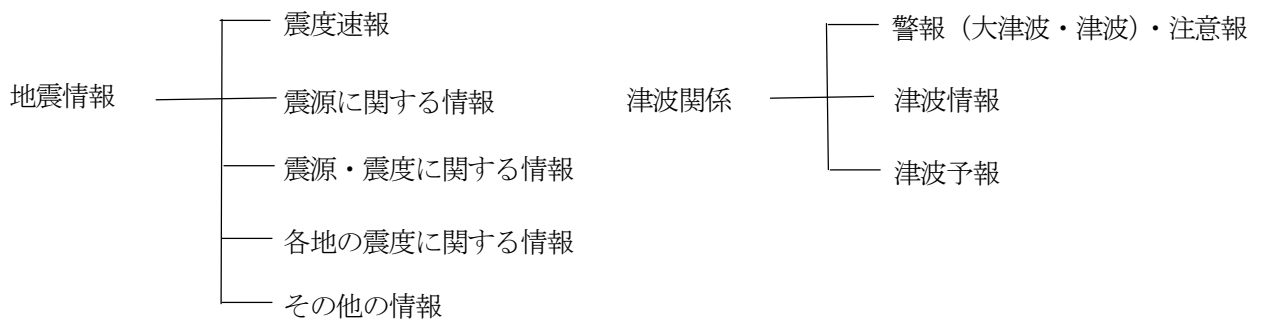 地震情報
震度速報
震源に関する情報
震源・震度に関する情報
各地の震度に関する情報
その他の情報
津波関係
警報（大津波・津波）・注意報
津波情報
津波予報